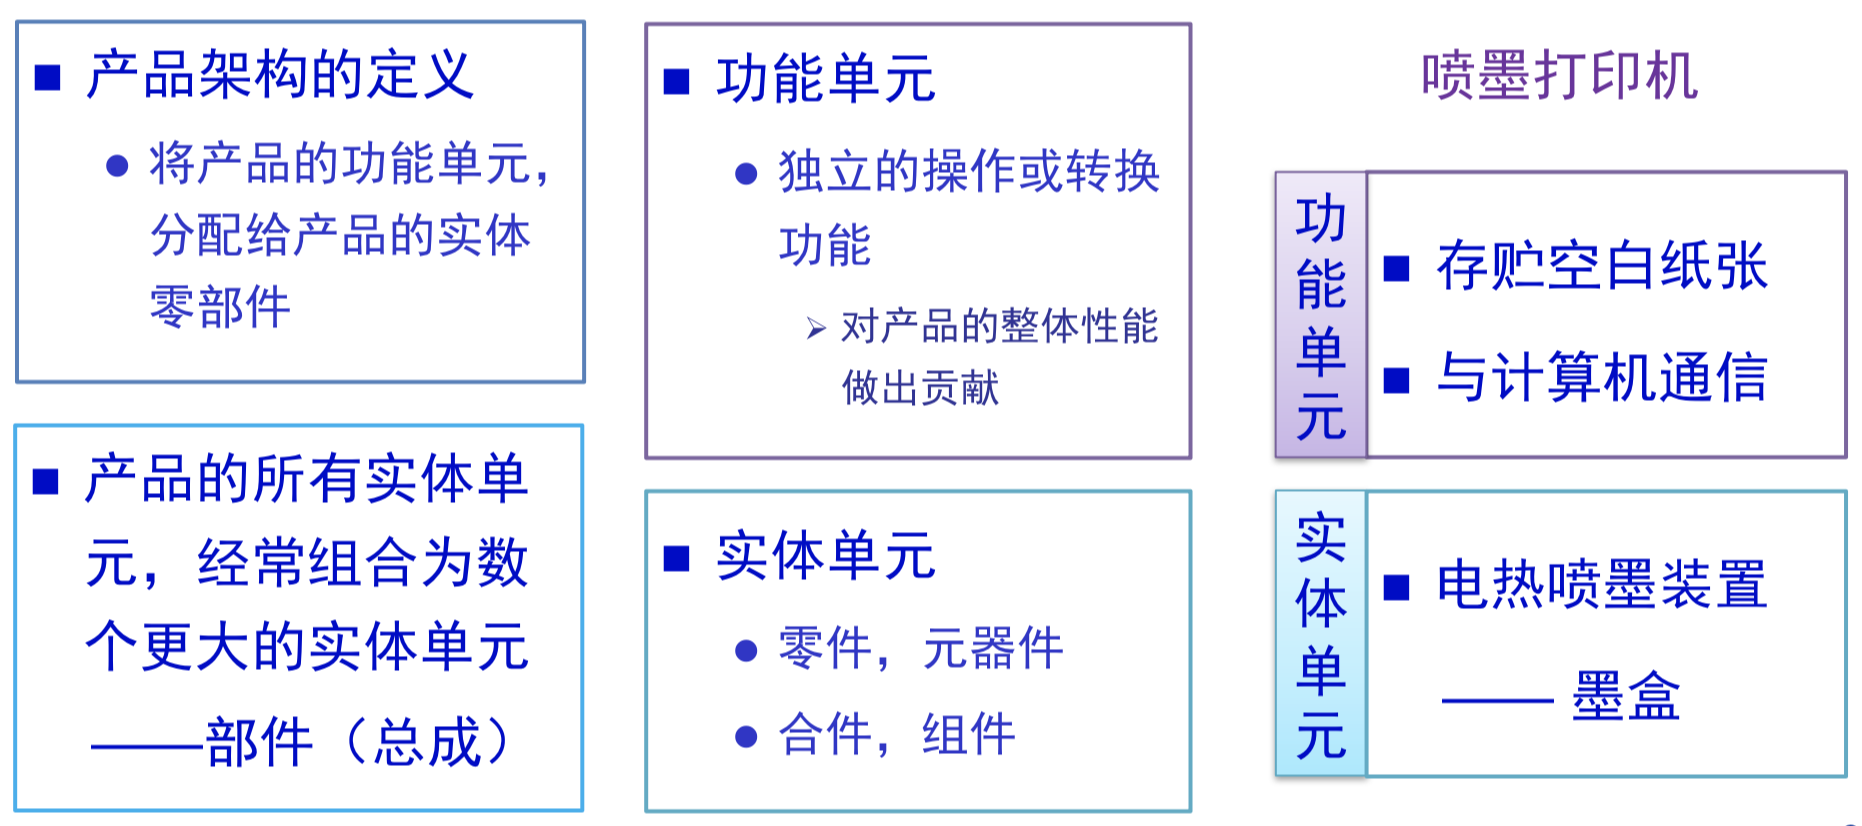 ■ 产品架构的定义
● 将产品的功能单元，
分配给产品的实体
零部件
■ 产品的所有实体单
元，经常组合为数
个更大的实体单元
——部件（总成）
■ 功能单元
● 独立的操作或转换
功能
➢ 对产品的整体性能
做出贡献
■ 实体单元
● 零件，元器件
● 合件，组件
喷墨打印机
功能单元
■ 存贮空白纸张
■ 与计算机通信
实体单元
■ 电热喷墨装置
—— 墨盒